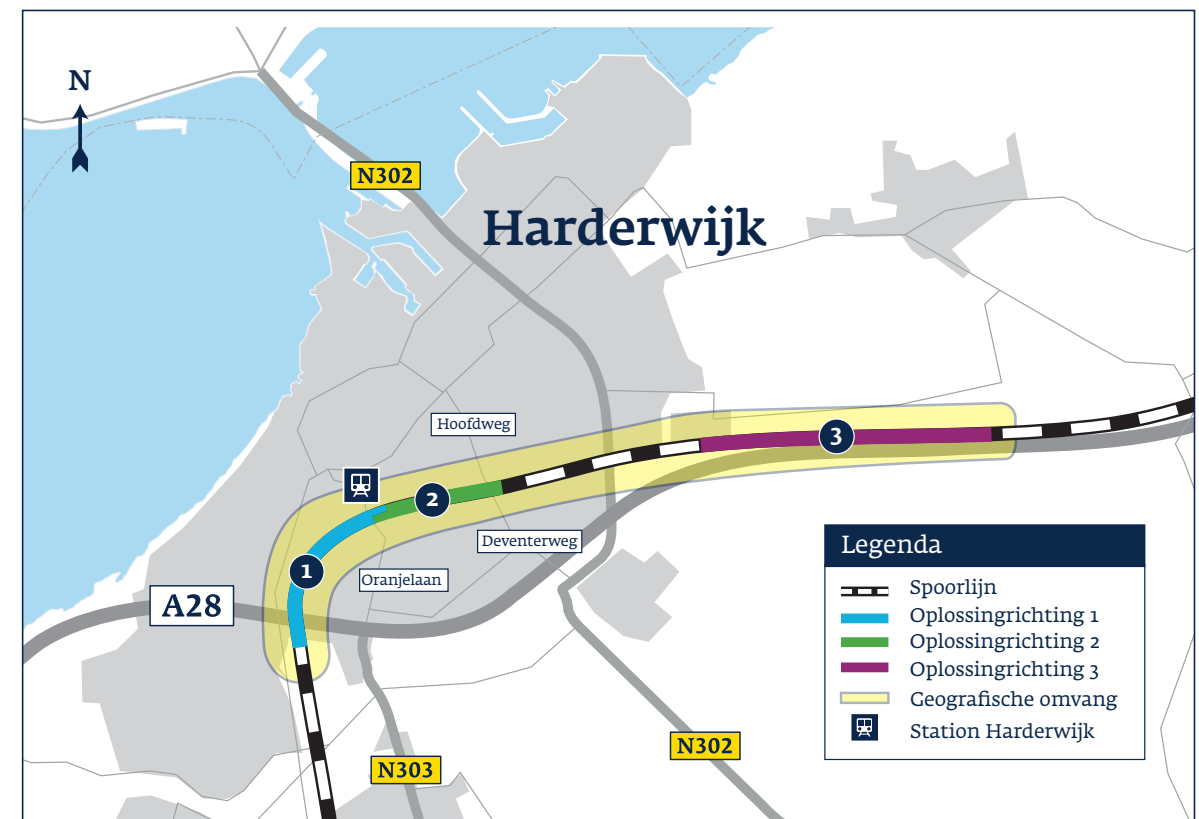 N
N302
Harderwijk
Hoofdweg
3
2
Deventerweg
1
Oranjelaan
A28
Legenda
Spoorlijn
Oplossingrichting 1
Oplossingrichting 2
Oplossingrichting 3
Geografische omvang
Station Harderwijk
N302
N303